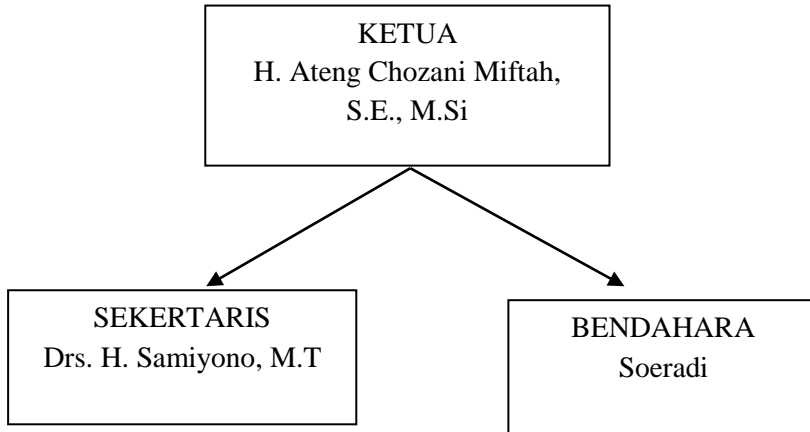 KETUA
H. Ateng Chozani Miftah,
S.E., M.Si
SEKERTARIS
Drs. H. Samiyono, M.T
BENDAHARA
Soeradi